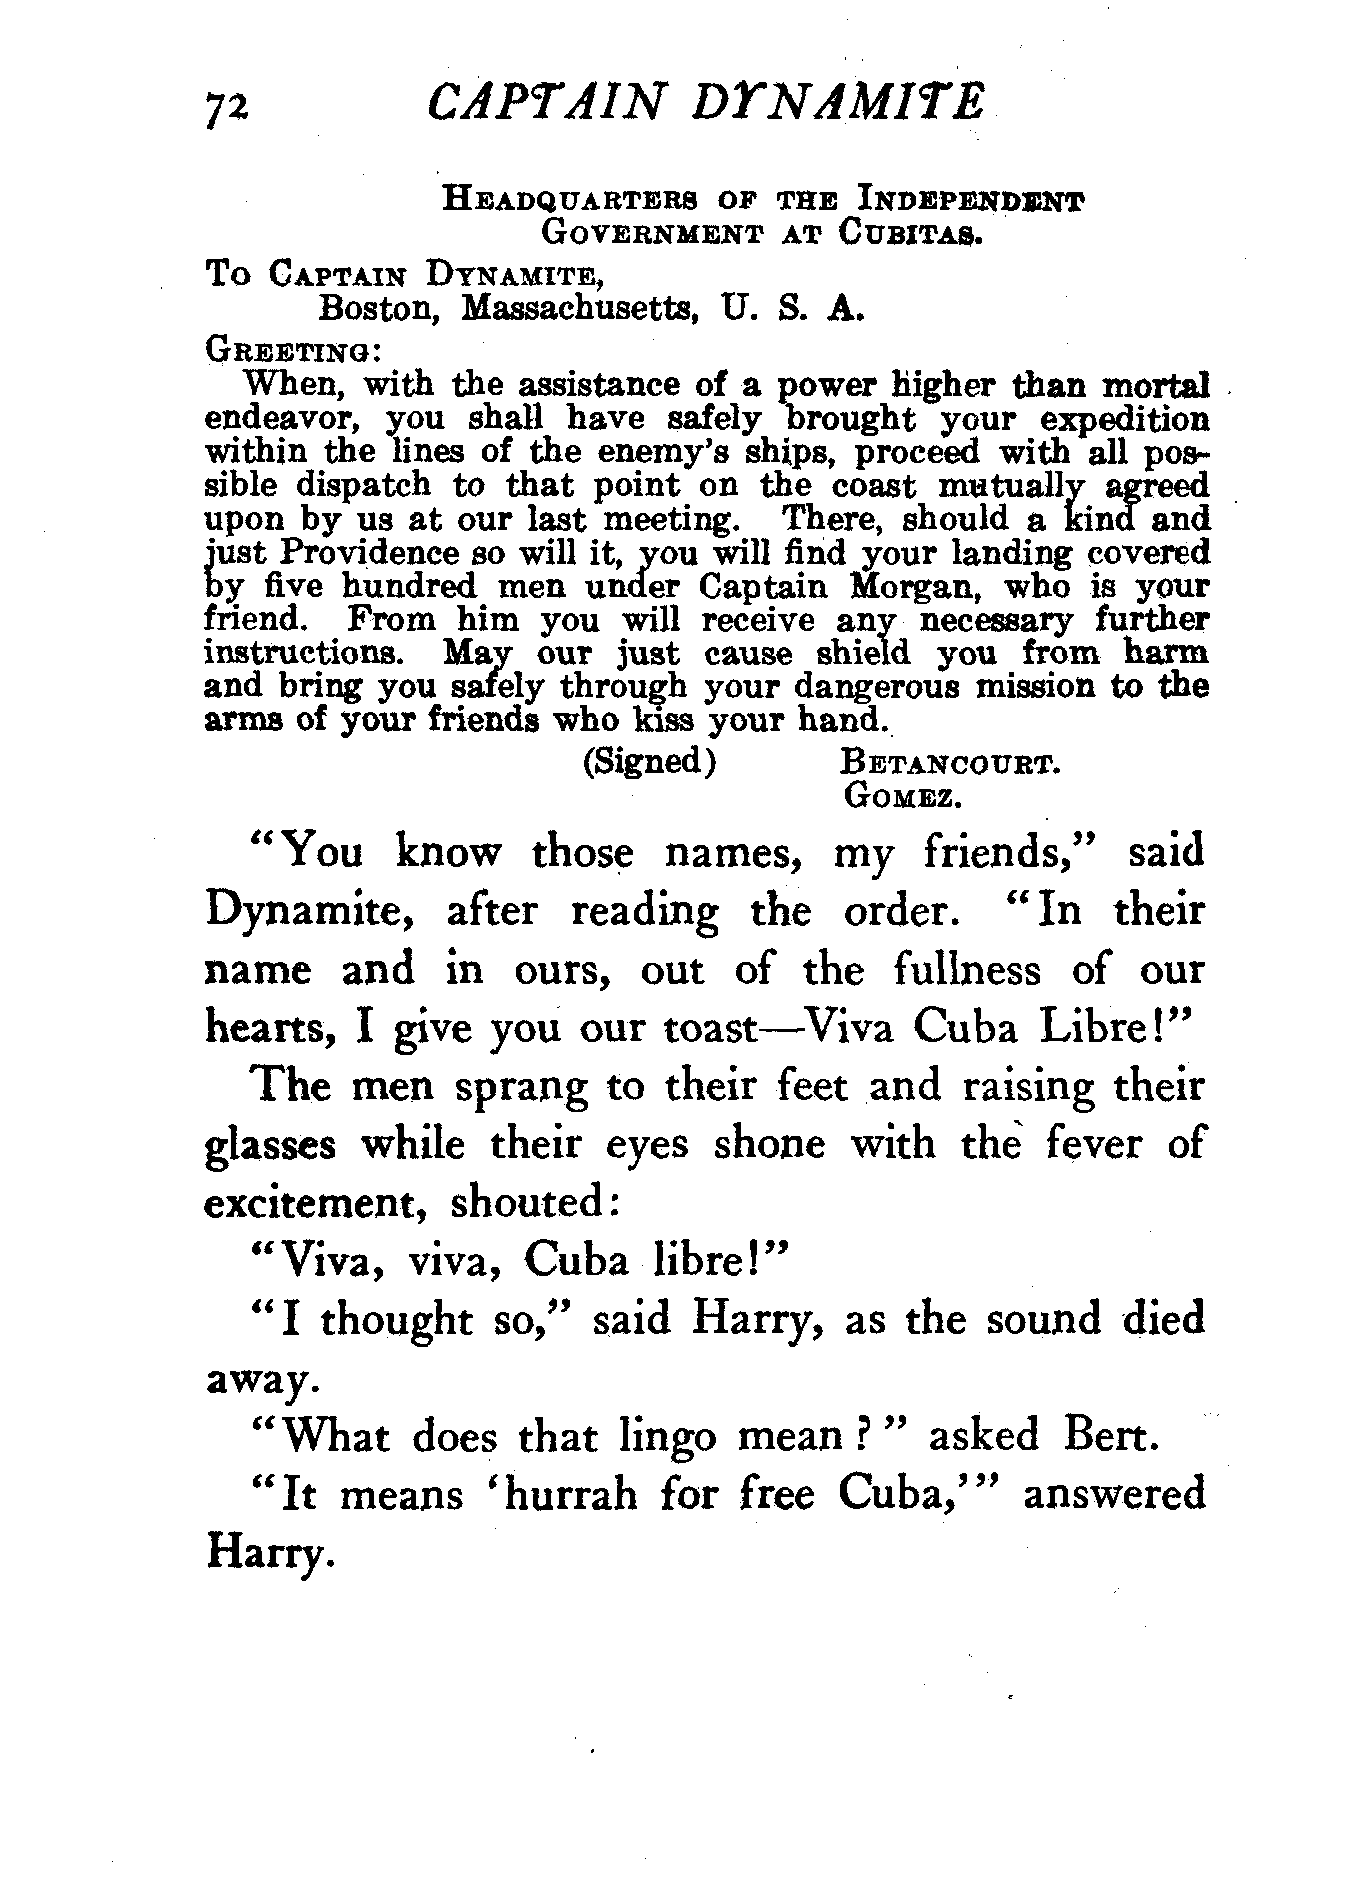 72 CAPTAIN DYNAMITE
Headquarters of the Independent
Government at Cubitas.
To Captain Dynamite,
Boston, Massachusetts, U. S. A.
Greeting:
When, with the assistance of a power higher than mortal
endeavor, you shall have safely brought your expedition
within the lines of the enemy's ships, proceed with all pos-
sible dispatch to that point on the coast mutually agreed
upon by us at our last meeting. There, should a kind and
just Providence so will it, you will find your landing covered
by five hundred men under Captain Morgan, who is your
friend. From him you will receive any necessary further
instructions. May our just cause shield you from harm
and bring you safely through your dangerous mission to the
arms of your friends who kiss your hand.
(Signed) Betancourt.
Gomez.
"You know those names, my friends," said
Dynamite, after reading the order. "In their
name and in ours, out of the fullness of our
hearts, I give you our toast—Viva Cuba Libre!"
The men sprang to their feet and raising their
glasses while their eyes shone with the fever of
excitement, shouted:
"Viva, viva, Cuba libre!"
"I thought so," said Harry, as the sound died
away.
"What does that lingo mean?" asked Bert.
"It means 'hurrah for free Cuba,'" answered
Harry.